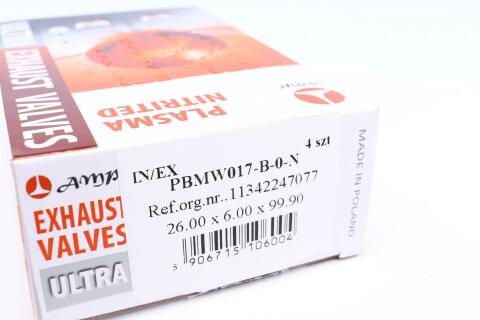 EXHAUST VALVES
PLASMA
NITRITED
AMP
MADE IN POLAND
AMP
EXHAUST
VALVES
ULTRA
IN/EX
PBMW017-B-0-N
4 szt
Ref.org.nr..11342247077
26.00 x 6.00 x 99.90
5 906715 106004